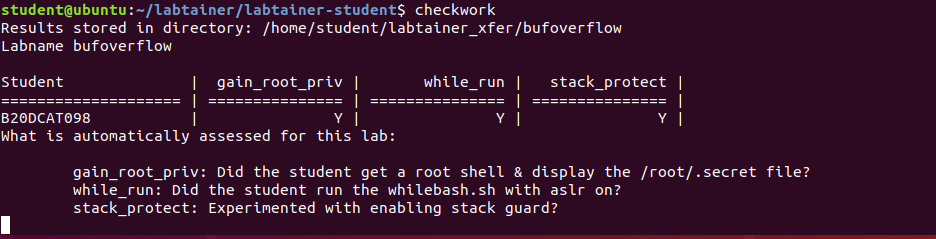 student@ubuntu:~/labtainer/labtainer-student$ checkwork
Results stored in directory: /home/student/labtainer_xfer/bufoverflow
Labname bufoverflow
Student | gain_root_priv | while_run | stack_protect |
==================== | =============== | =============== | =============== |
B20DCAT098 | Y | Y | Y |
What is automatically assessed for this lab:
gain_root_priv: Did the student get a root shell & display the /root/.secret file?
while_run: Did the student run the whilebash.sh with aslr on?
stack_protect: Experimented with enabling stack guard?